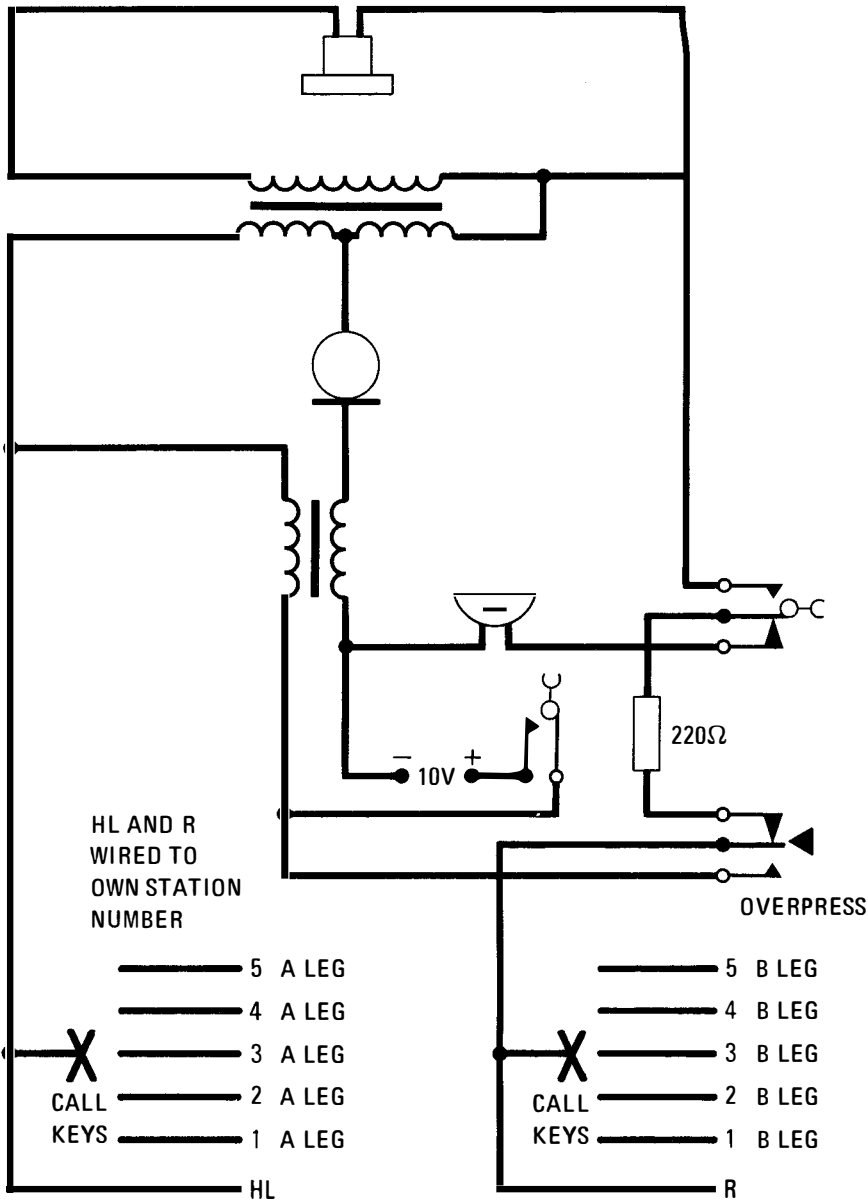 220Ω
− 10V +
HL AND R
WIRED TO
OWN STATION
NUMBER
OVERPRESS
5 A LEG
4 A LEG
3 A LEG
2 A LEG
1 A LEG
CALL
KEYS
HL
5 B LEG
4 B LEG
3 B LEG
2 B LEG
1 B LEG
CALL
KEYS
R